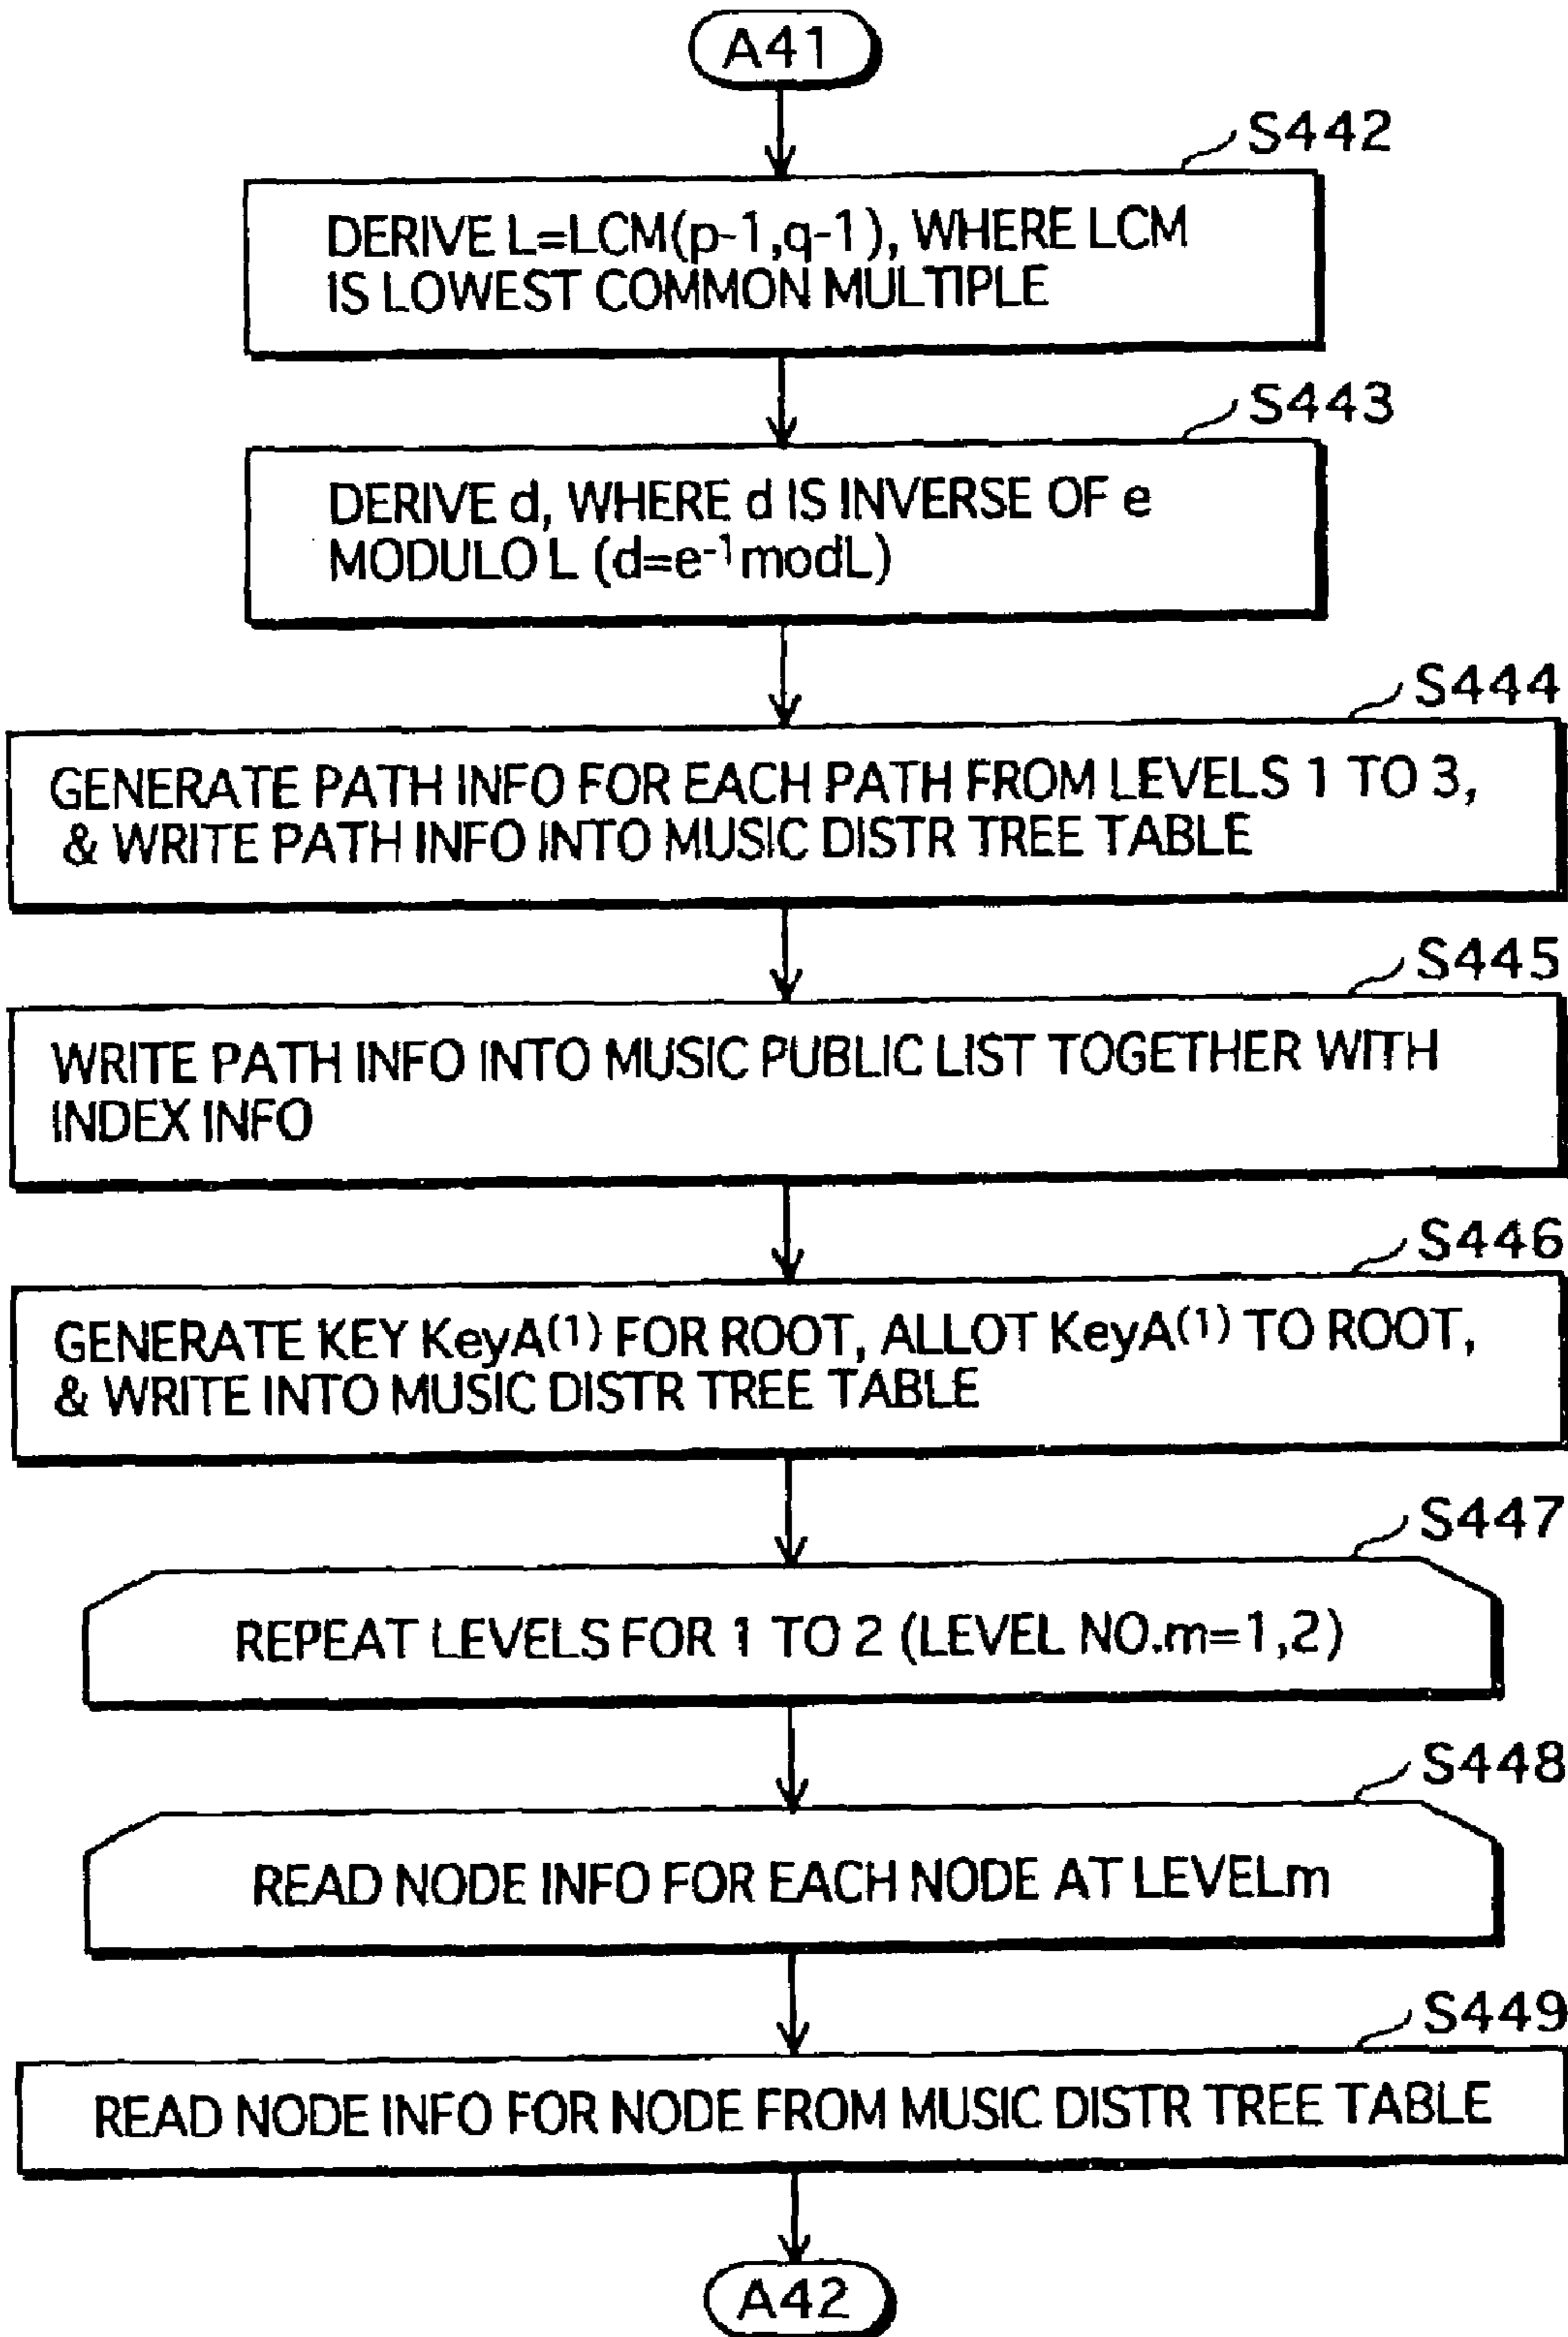 A41
S442
DERIVE L=LCM(p-1,q-1), WHERE LCM
IS LOWEST COMMON MULTIPLE
S443
DERIVE d, WHERE d IS INVERSE OF e
MODULO L (d=e⁻¹modL)
S444
GENERATE PATH INFO FOR EACH PATH FROM LEVELS 1 TO 3,
& WRITE PATH INFO INTO MUSIC DISTR TREE TABLE
S445
WRITE PATH INFO INTO MUSIC PUBLIC LIST TOGETHER WITH
INDEX INFO
S446
GENERATE KEY KeyA⁽¹⁾ FOR ROOT, ALLOT KeyA⁽¹⁾ TO ROOT,
& WRITE INTO MUSIC DISTR TREE TABLE
S447
REPEAT LEVELS FOR 1 TO 2 (LEVEL NO.m=1,2)
S448
READ NODE INFO FOR EACH NODE AT LEVELm
S449
READ NODE INFO FOR NODE FROM MUSIC DISTR TREE TABLE
A42